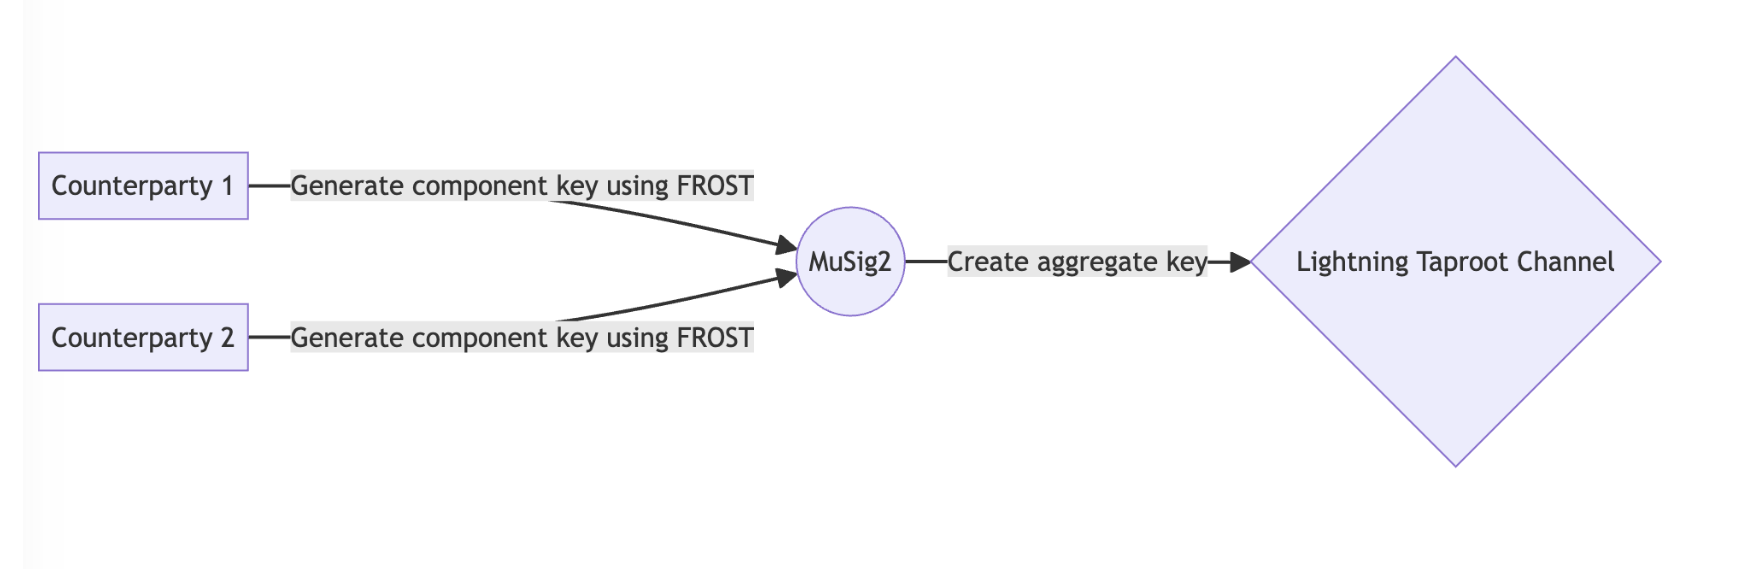 Counterparty 1
Generate component key using FROST
Counterparty 2
Generate component key using FROST
MuSig2
Create aggregate key
Lightning Taproot Channel